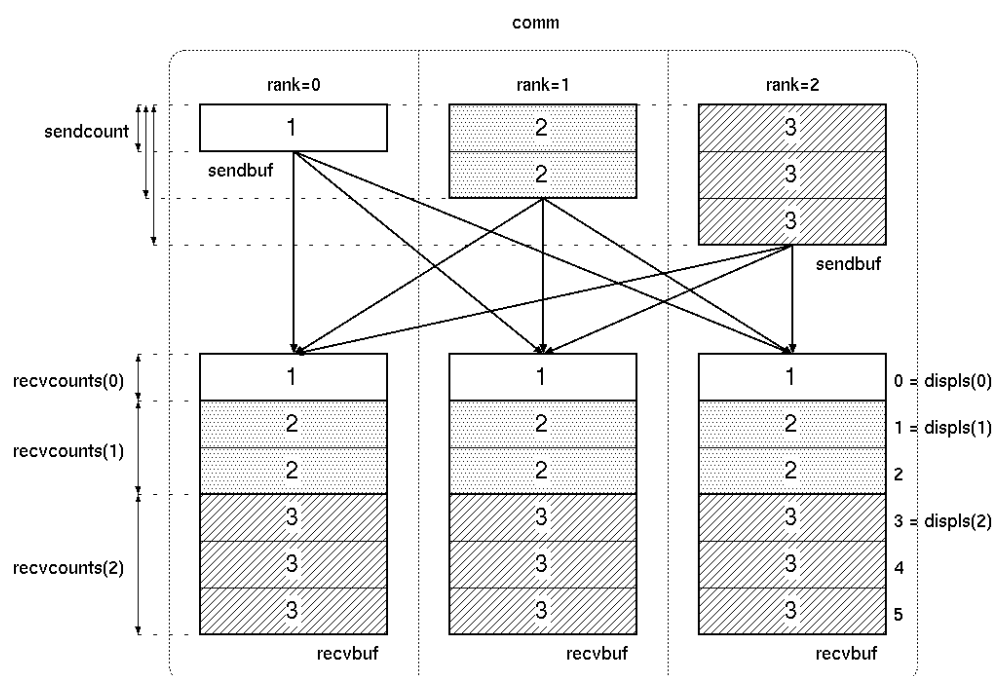 comm
rank=0 rank=1 rank=2
sendcount 1 2 3
sendbuf 2 3
3
sendbuf
recvcounts(0) 1 1 1 0 = displs(0)
2 2 2 1 = displs(1)
recvcounts(1)
2 2 2 2
3 3 3 3 = displs(2)
recvcounts(2) 3 3 3 4
3 3 3 5
recvbuf recvbuf recvbuf